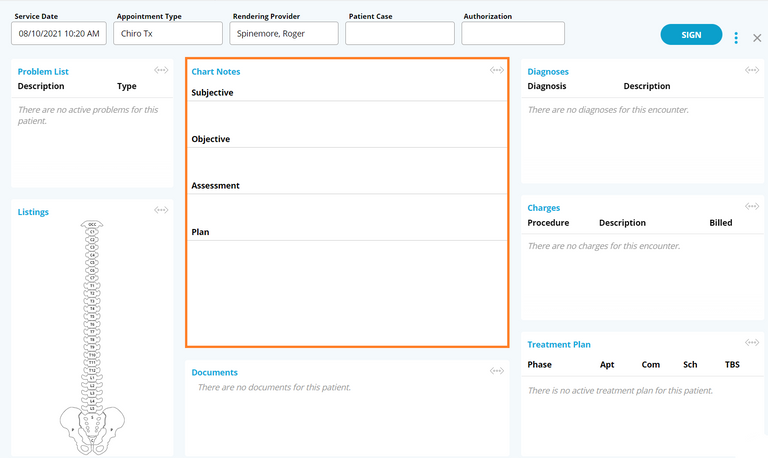 Service Date
Appointment Type
Rendering Provider
Patient Case
Authorization
08/10/2021 10:20 AM
Chiro Tx
Spinemore, Roger
SIGN
Problem List
Description Type
There are no active problems for this
patient.
Listings
OCC
C1
C2
C3
C4
C5
C6
C7
T1
T2
T3
T4
T5
T6
T7
T8
T9
T10
T11
T12
L1
L2
L3
L4
L5
S
P P
C
Chart Notes
Subjective
Objective
Assessment
Plan
Documents
There are no documents for this patient.
Diagnoses
Diagnosis Description
There are no diagnoses for this encounter.
Charges
Procedure Description Billed
There are no charges for this encounter.
Treatment Plan
Phase Apt Com Sch TBS
There is no active treatment plan for this patient.